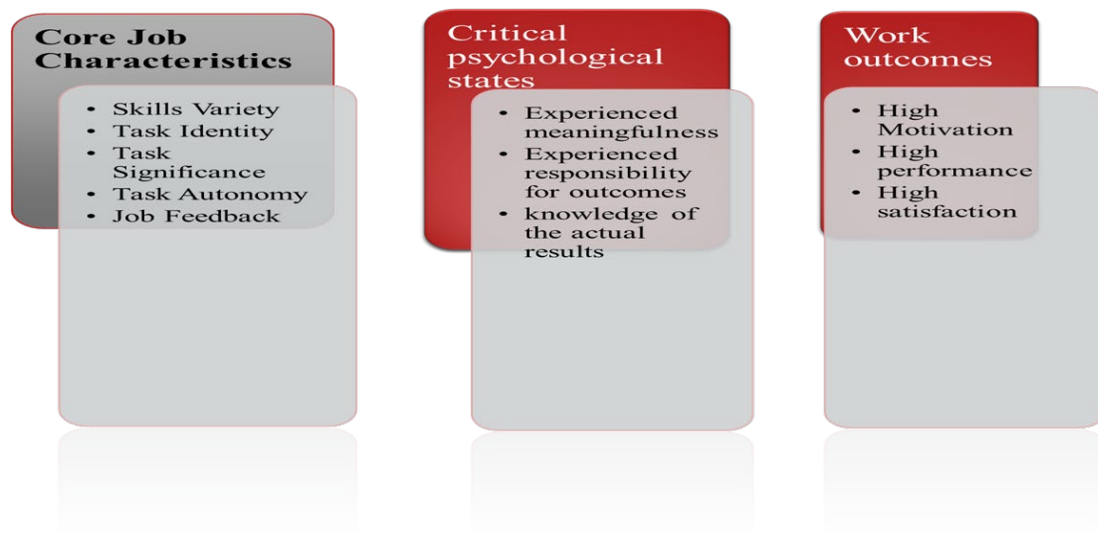 Core Job
Characteristics
• Skills Variety
• Task Identity
• Task
Significance
• Task Autonomy
• Job Feedback
Critical
psychological
states
• Experienced
meaningfulness
• Experienced
responsibility
for outcomes
• knowledge of
the actual
results
Work
outcomes
• High
Motivation
• High
performance
• High
satisfaction